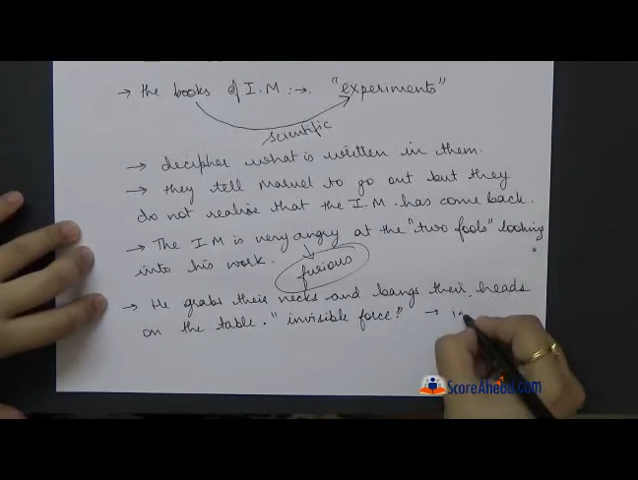 → the books of I.M :→. "experiments"
scientific
→ decipher what is written in them.
→ they tell Marvel to go out but they
do not realise that the I.M. has come back.
→ The I M is very angry at the "two fools" looking
into his work.
furious
→ He grabs their necks and bangs their heads
on the table. "invisible force" →
ScoreAhead.com